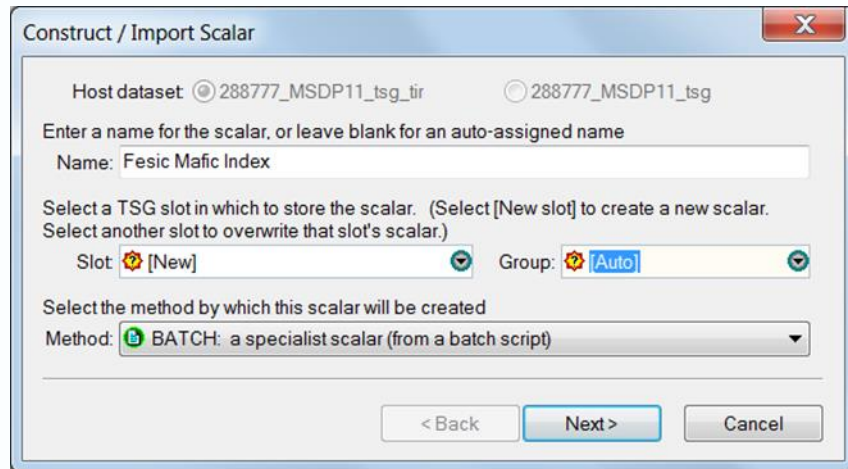 Construct / Import Scalar
Host dataset: 288777_MSDP11_tsg_tir 288777_MSDP11_tsg
Enter a name for the scalar, or leave blank for an auto-assigned name
Name: Fesic Mafic Index
Select a TSG slot in which to store the scalar. (Select [New slot] to create a new scalar.
Select another slot to overwrite that slot's scalar.)
Slot: [New] Group: [Auto]
Select the method by which this scalar will be created
Method: BATCH: a specialist scalar (from a batch script)
< Back Next > Cancel